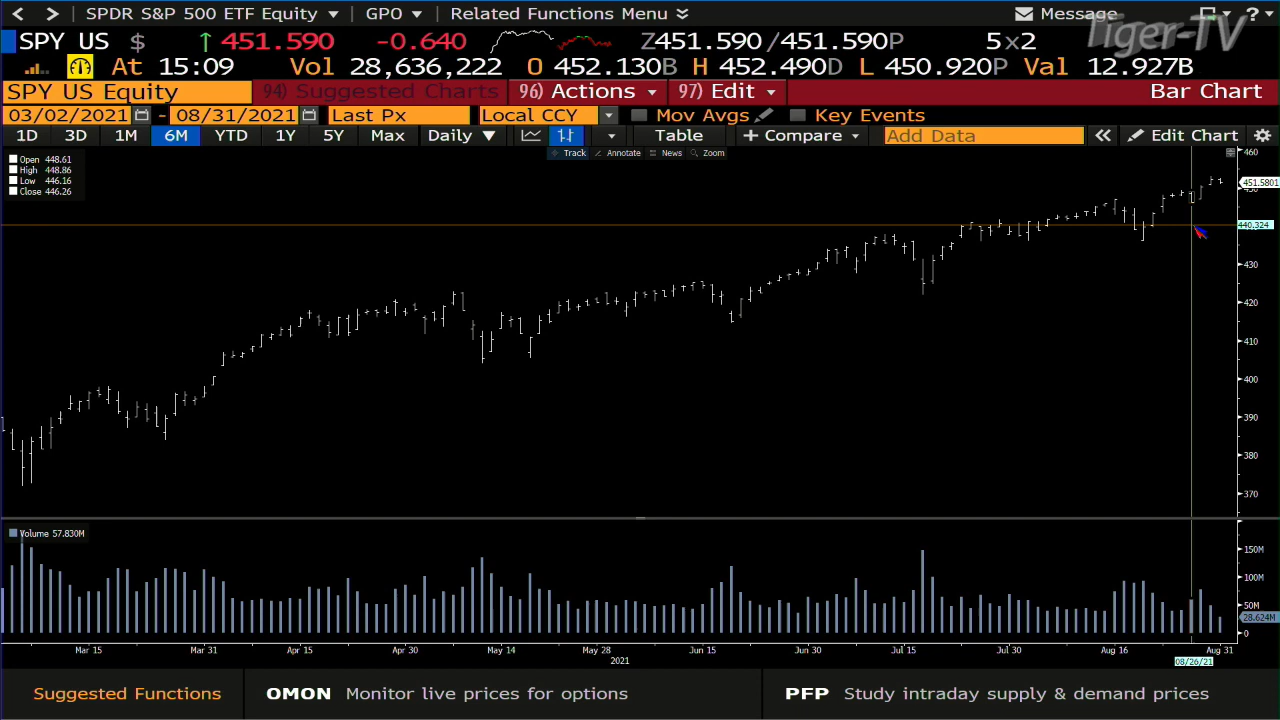 SPDR S&P 500 ETF Equity GPO Related Functions Menu Message ?
Tiger-TV
SPY US $ ↑ 451.590 -0.640 Z451.590/451.590P 5x2
At 15:09 Vol 28,636,222 O 452.130B H 452.490D L 450.920P Val 12.927B
SPY US Equity 94) Suggested Charts 96) Actions 97) Edit Bar Chart
03/02/2021 - 08/31/2021 Last Px Local CCY Mov Avgs Key Events
1D 3D 1M 6M YTD 1Y 5Y Max Daily ▼ Table + Compare Add Data « Edit Chart
Track Annotate News Zoom
Open 448.61
High 448.86
Low 446.16
Close 446.26
460
451.5801
440.324
430
420
410
400
390
380
370
Volume 57.830M
150M
100M
50M
28.624M
0
Mar 15 Mar 31 Apr 15 Apr 30 May 14 May 28 Jun 15 Jun 30 Jul 15 Jul 30 Aug 16 Aug 31
2021 08/26/21
Suggested Functions OMON Monitor live prices for options PFP Study intraday supply & demand prices